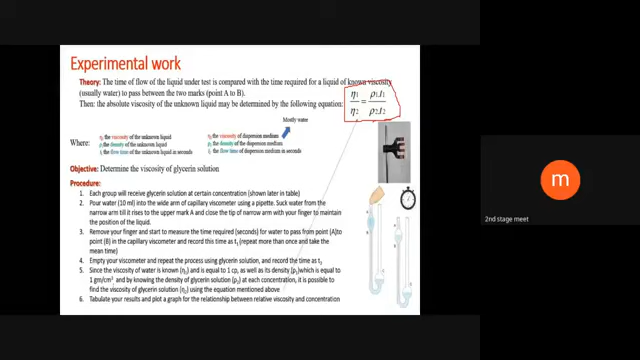 Experimental work
Theory: The time of flow of the liquid under test is compared with the time required for a liquid of known viscosity
(usually water) to pass between the two marks (point A to B).
Then: the absolute viscosity of the unknown liquid may be determined by the following equation:
η₁/η₂ = ρ₁.t₁/ρ₂.t₂
Mostly water
Where:
η₁ the viscosity of the unknown liquid
ρ₁ the density of the unknown liquid
t₁ the flow time of the unknown liquid in seconds
η₂ the viscosity of dispersion medium
ρ₂ the density of the dispersion medium
t₂ the flow time of dispersion medium in seconds
Objective: Determine the viscosity of glycerin solution
Procedure:
1. Each group will receive glycerin solution at certain concentration (shown later in table)
2. Pour water (10 ml) into the wide arm of capillary viscometer using a pipette. Suck water from the
narrow arm till it rises to the upper mark A and close the tip of narrow arm with your finger to maintain
the position of the liquid.
3. Remove your finger and start to measure the time required (seconds) for water to pass from point (A)to
point (B) in the capillary viscometer and record this time as t₁ (repeat more than once and take the
mean time)
4. Empty your viscometer and repeat the process using glycerin solution, and record the time as t₂
5. Since the viscosity of water is known (η₁) and is equal to 1 cp, as well as its density (ρ₁)which is equal to
1 gm/cm³ and by knowing the density of glycerin solution (ρ₂) at each concentration, it is possible to
find the viscosity of glycerin solution (η₂) using the equation mentioned above
6. Tabulate your results and plot a graph for the relationship between relative viscosity and concentration
m
2nd stage meet